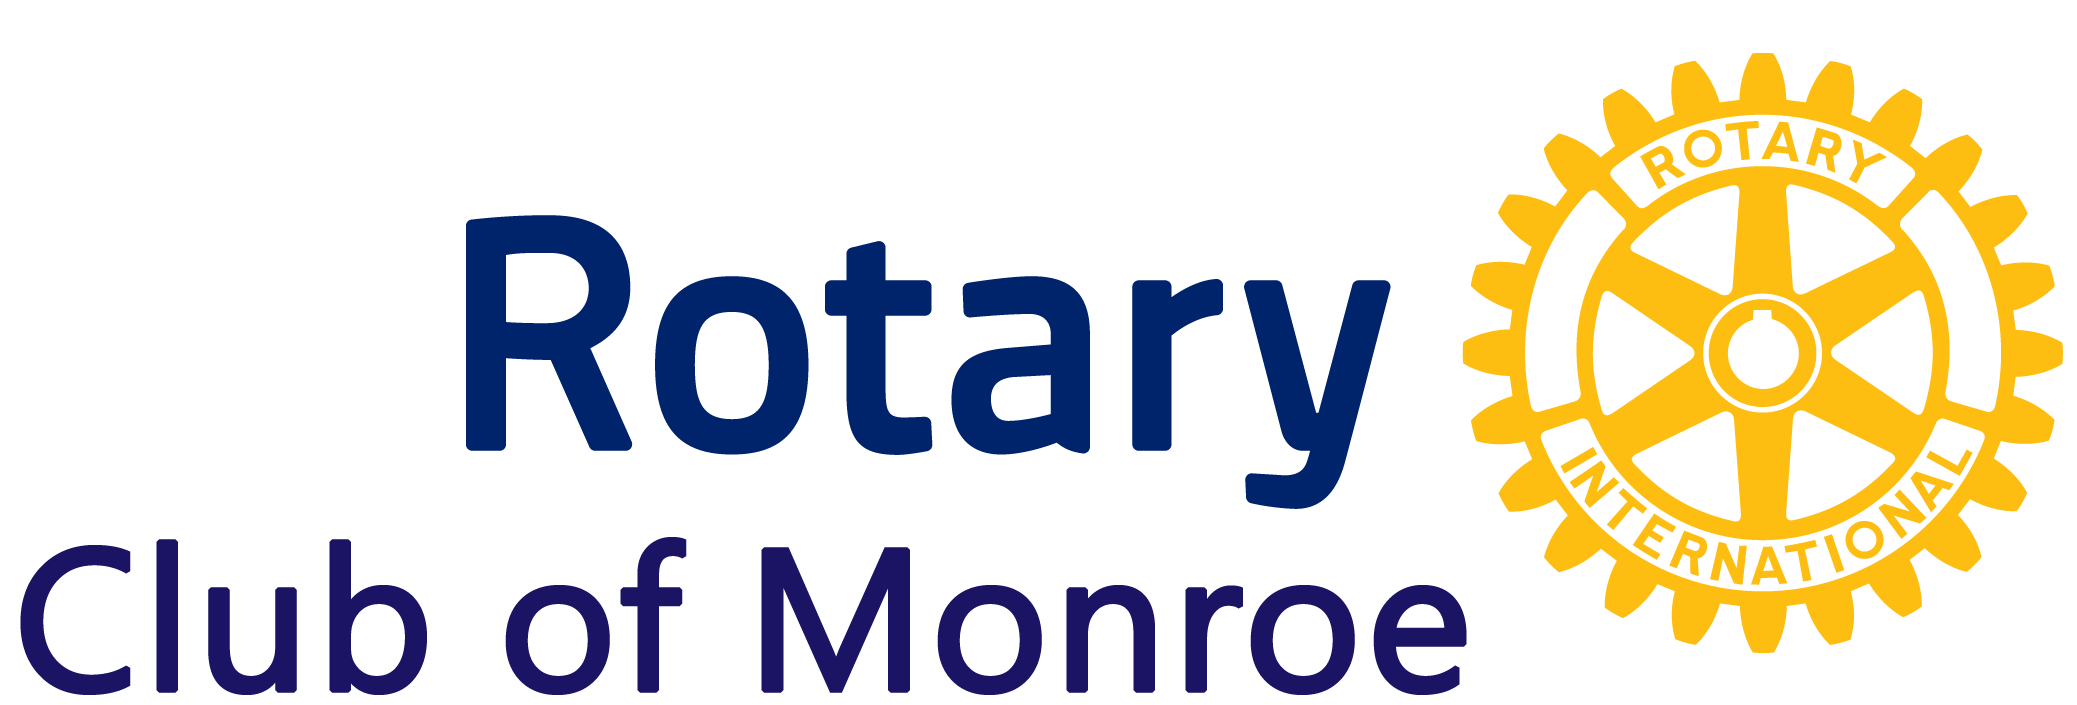 Rotary
Club of Monroe
ROTARY
INTERNATIONAL